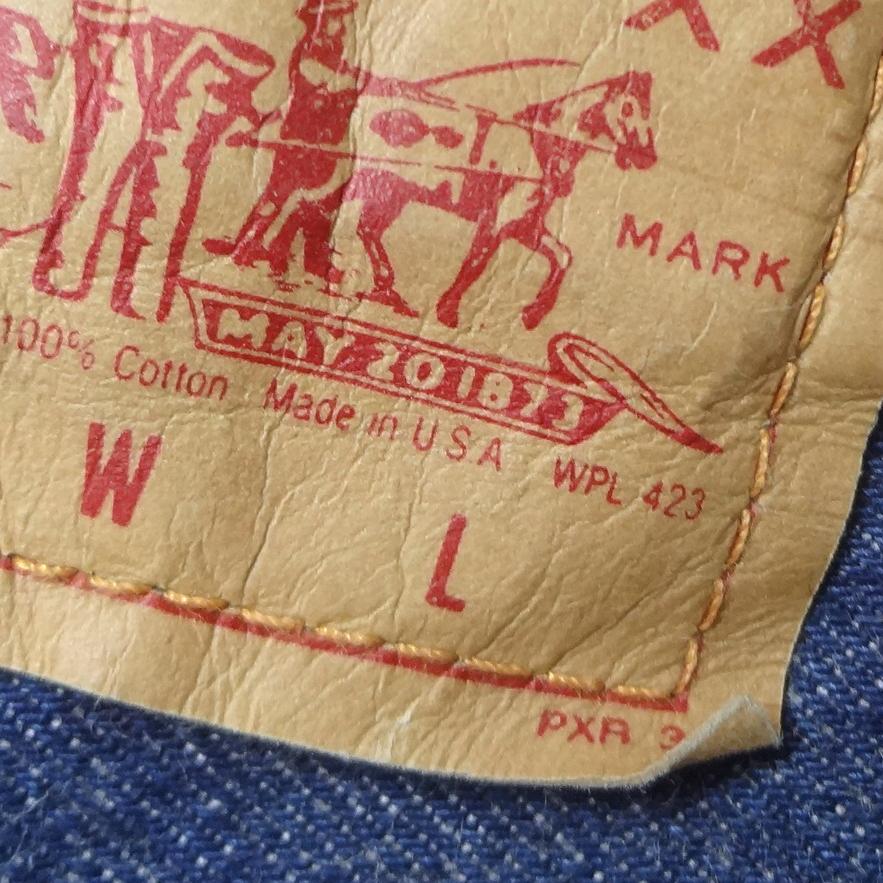 XX
MARK
MAY 20 1873
100% Cotton Made in U S A WPL 423
W L
PXR 3